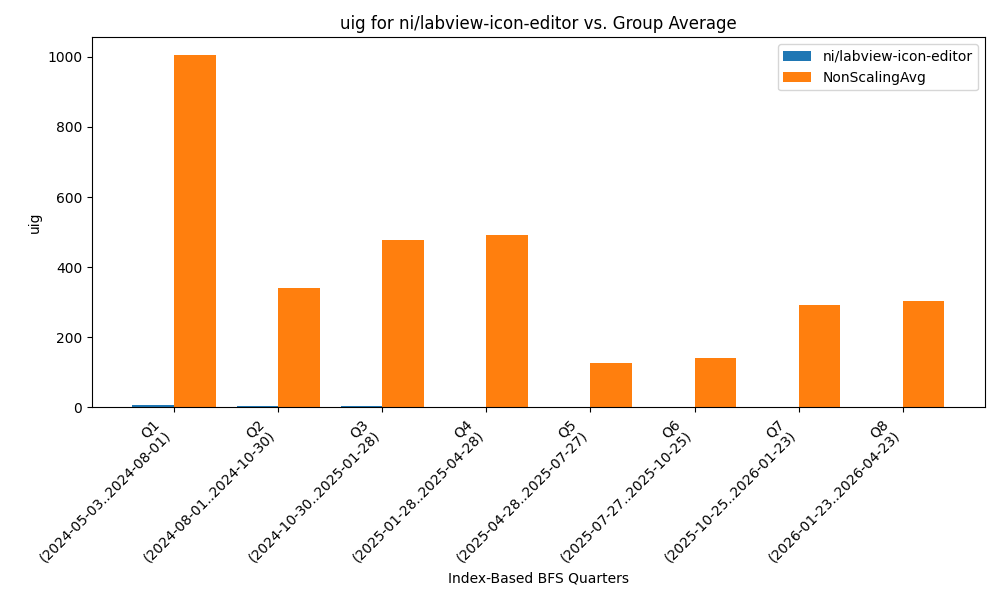 uig for ni/labview-icon-editor vs. Group Average
ni/labview-icon-editor
NonScalingAvg
uig
1000
800
600
400
200
0
Q1
(2024-05-03..2024-08-01)
Q2
(2024-08-01..2024-10-30)
Q3
(2024-10-30..2025-01-28)
Q4
(2025-01-28..2025-04-28)
Q5
(2025-04-28..2025-07-27)
Q6
(2025-07-27..2025-10-25)
Q7
(2025-10-25..2026-01-23)
Q8
(2026-01-23..2026-04-23)
Index-Based BFS Quarters